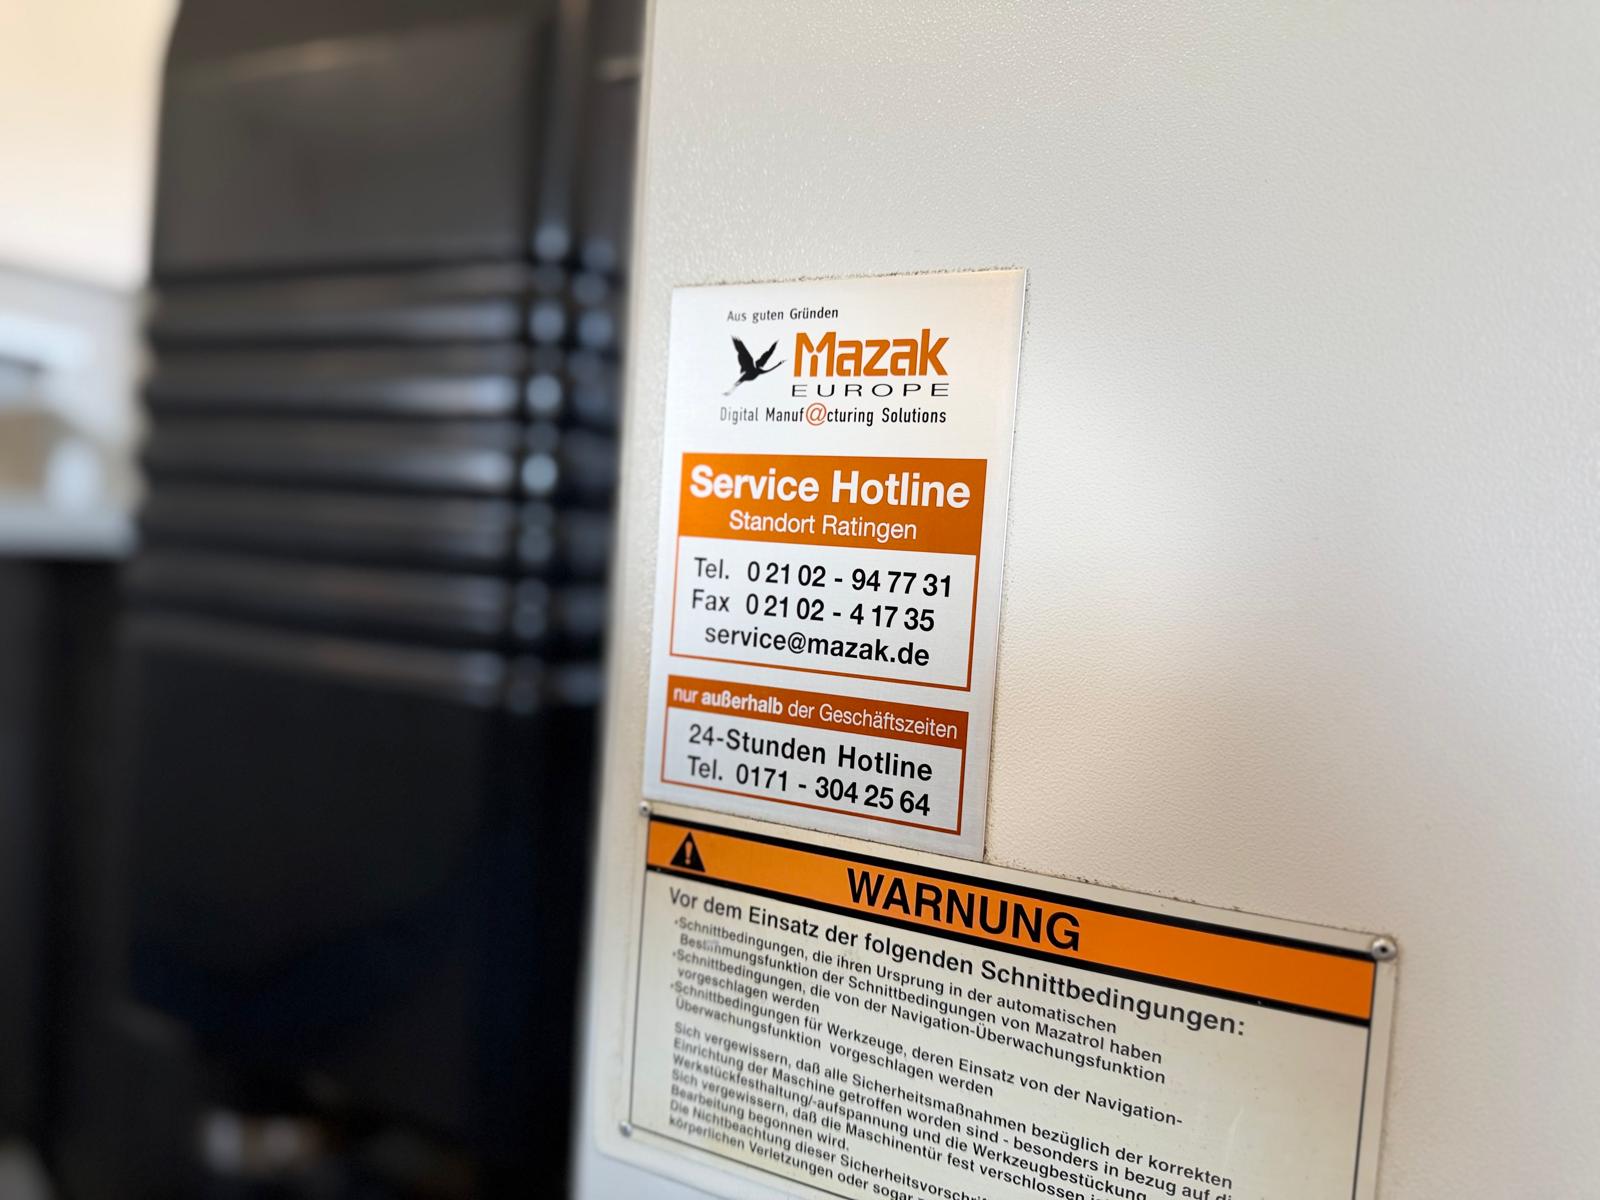 Aus guten Gründen
Mazak
EUROPE
Digital Manuf@cturing Solutions
Service Hotline
Standort Ratingen
Tel. 0 21 02 - 94 77 31
Fax 0 21 02 - 4 17 35
service@mazak.de
nur außerhalb der Geschäftszeiten
24-Stunden Hotline
Tel. 0171 - 304 25 64
WARNUNG
Vor dem Einsatz der folgenden Schnittbedingungen:
•Schnittbedingungen, die ihren Ursprung in der automatischen
Bestimmungsfunktion der Schnittbedingungen von Mazatrol haben
•Schnittbedingungen, die von der Navigation-Überwachungsfunktion
vorgeschlagen werden
•Schnittbedingungen für Werkzeuge, deren Einsatz von der Navigation-
Überwachungsfunktion vorgeschlagen werden
Sich vergewissern, daß alle Sicherheitsmaßnahmen bezüglich der korrekten
Einrichtung der Maschine getroffen worden sind - besonders in bezug auf
Werkstückfesthaltung/-aufspannung und die Werkzeugbestückung
Sich vergewissern, daß die Maschinentür fest verschlossen
Bearbeitung begonnen wird.
Die Nichtbeachtung dieser
körperlichen Verletzungen oder sogar